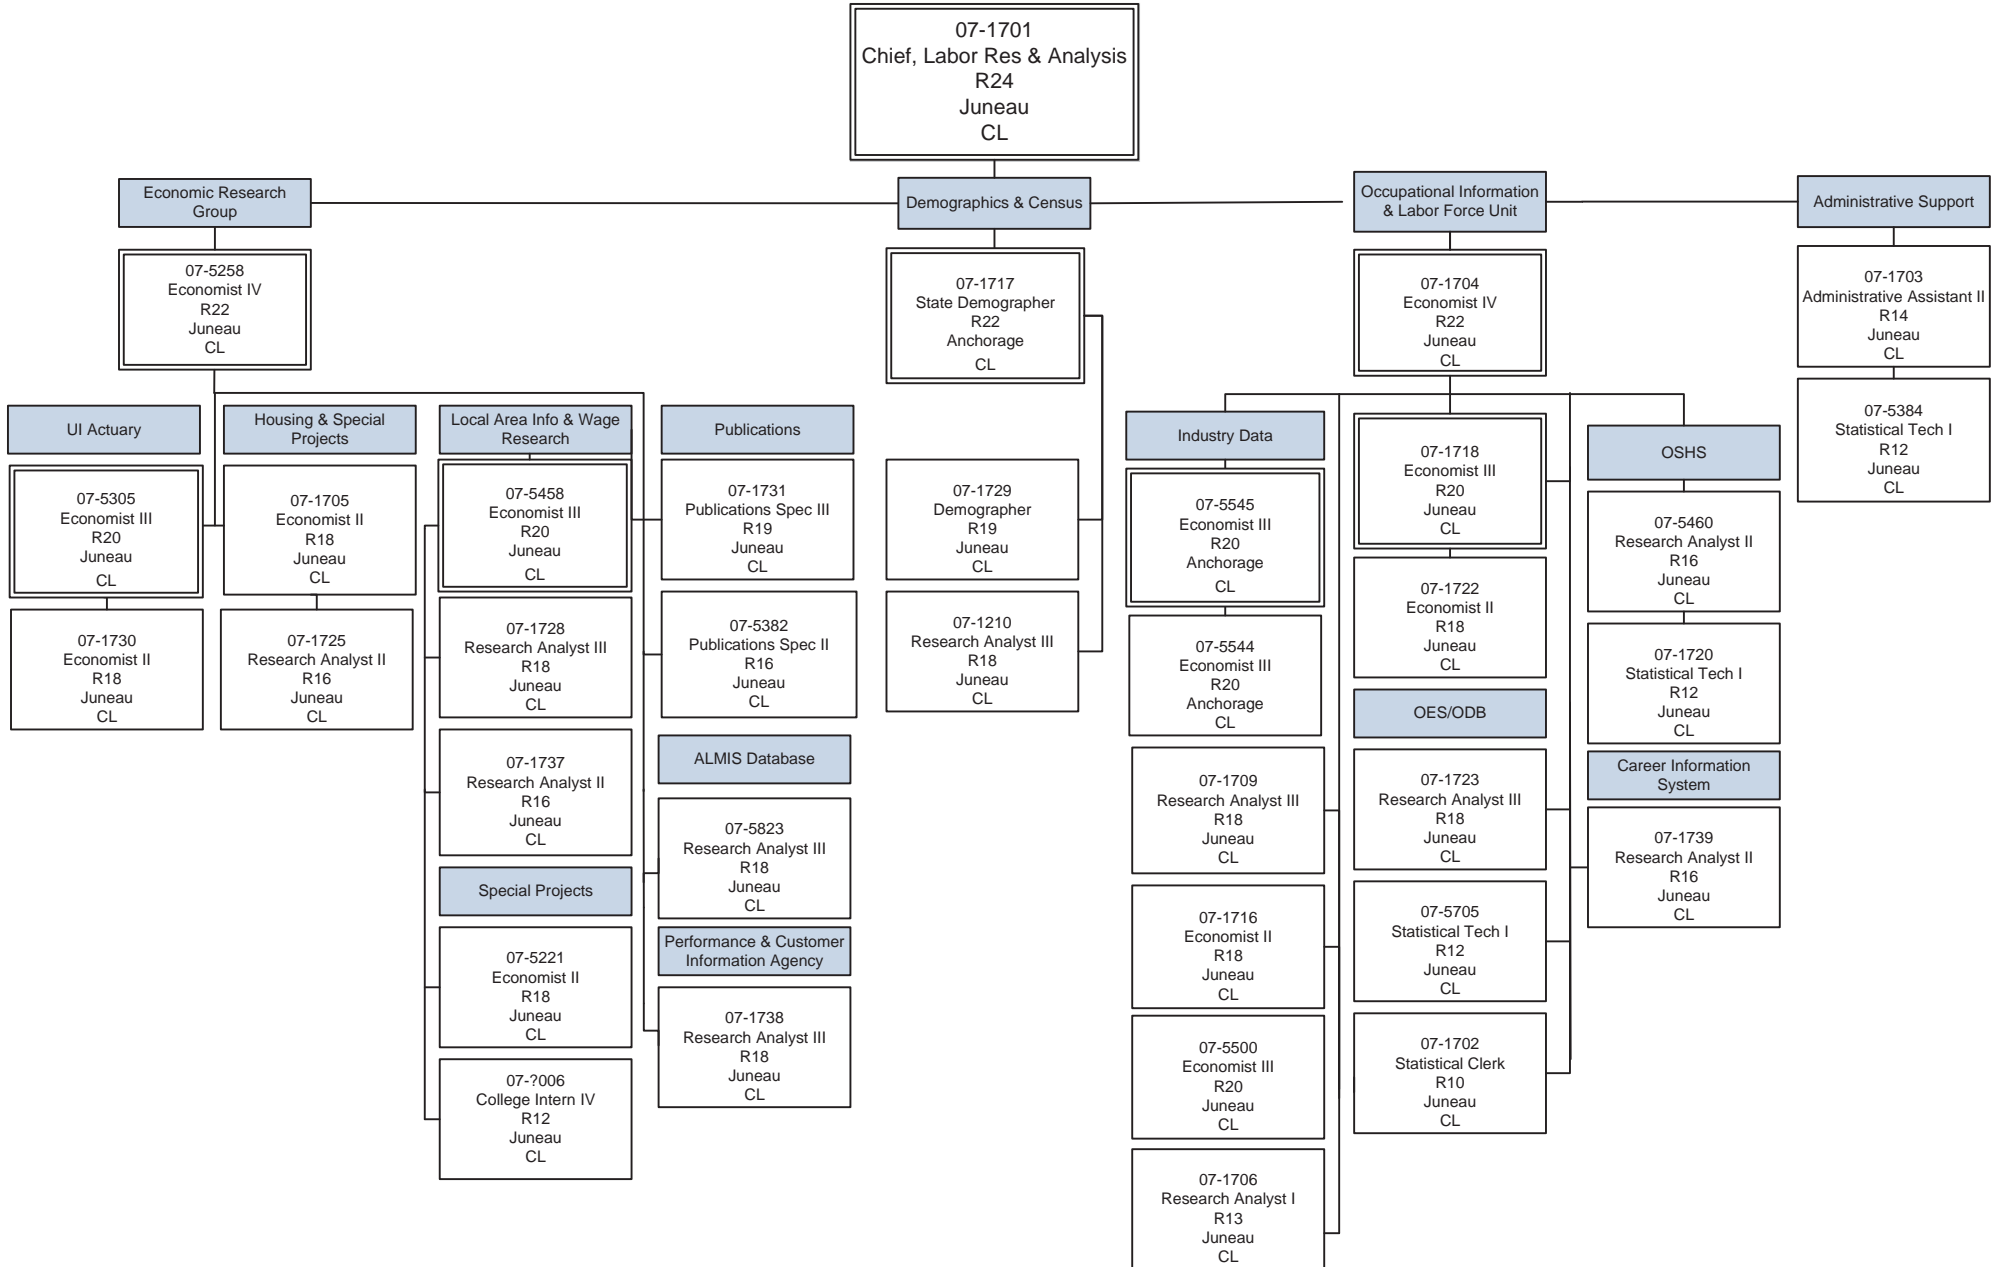 07-1701
Chief, Labor Res & Analysis
R24
Juneau
CL
Economic Research
Group
Demographics & Census
Occupational Information
& Labor Force Unit
Administrative Support
07-5258
Economist IV
R22
Juneau
CL
07-1717
State Demographer
R22
Anchorage
CL
07-1704
Economist IV
R22
Juneau
CL
07-1703
Administrative Assistant II
R14
Juneau
CL
07-5384
Statistical Tech I
R12
Juneau
CL
UI Actuary
07-5305
Economist III
R20
Juneau
CL
07-1730
Economist II
R18
Juneau
CL
Housing & Special
Projects
07-1705
Economist II
R18
Juneau
CL
07-1725
Research Analyst II
R16
Juneau
CL
Local Area Info & Wage
Research
07-5458
Economist III
R20
Juneau
CL
07-1728
Research Analyst III
R18
Juneau
CL
07-1737
Research Analyst II
R16
Juneau
CL
Special Projects
07-5221
Economist II
R18
Juneau
CL
07-?006
College Intern IV
R12
Juneau
CL
Publications
07-1731
Publications Spec III
R19
Juneau
CL
07-5382
Publications Spec II
R16
Juneau
CL
ALMIS Database
07-5823
Research Analyst III
R18
Juneau
CL
Performance & Customer
Information Agency
07-1738
Research Analyst III
R18
Juneau
CL
07-1729
Demographer
R19
Juneau
CL
07-1210
Research Analyst III
R18
Juneau
CL
Industry Data
07-5545
Economist III
R20
Anchorage
CL
07-5544
Economist III
R20
Anchorage
CL
07-1709
Research Analyst III
R18
Juneau
CL
07-1716
Economist II
R18
Juneau
CL
07-5500
Economist III
R20
Juneau
CL
07-1706
Research Analyst I
R13
Juneau
CL
07-1718
Economist III
R20
Juneau
CL
07-1722
Economist II
R18
Juneau
CL
OES/ODB
07-1723
Research Analyst III
R18
Juneau
CL
07-5705
Statistical Tech I
R12
Juneau
CL
07-1702
Statistical Clerk
R10
Juneau
CL
OSHS
07-5460
Research Analyst II
R16
Juneau
CL
07-1720
Statistical Tech I
R12
Juneau
CL
Career Information
System
07-1739
Research Analyst II
R16
Juneau
CL